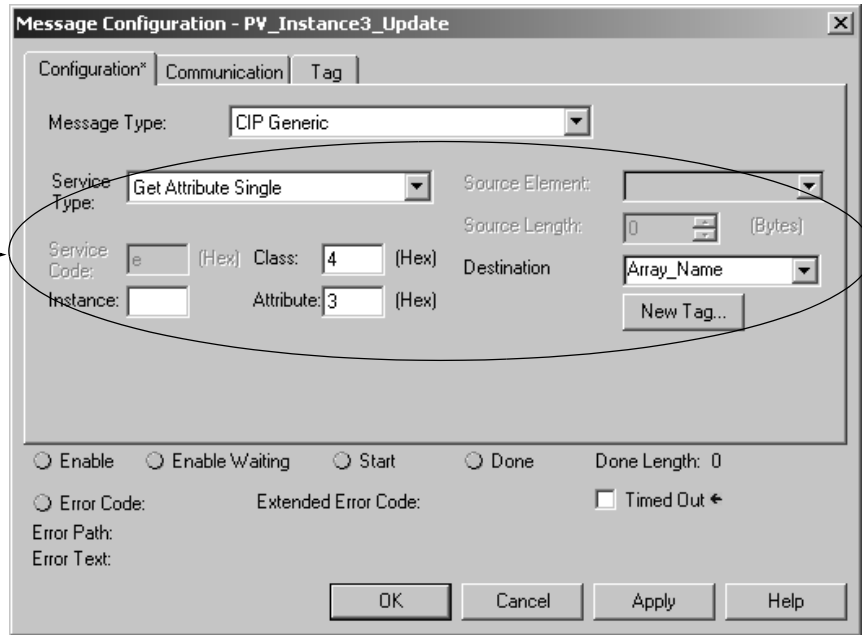 Message Configuration - PV_Instance3_Update
Configuration* Communication Tag
Message Type: CIP Generic
Service Type: Get Attribute Single
Source Element:
Source Length: 0 (Bytes)
Service Code: e (Hex) Class: 4 (Hex)
Destination Array_Name
Instance: Attribute: 3 (Hex)
New Tag...
Enable Enable Waiting Start Done Done Length: 0
Error Code: Extended Error Code: Timed Out ←
Error Path:
Error Text:
OK Cancel Apply Help